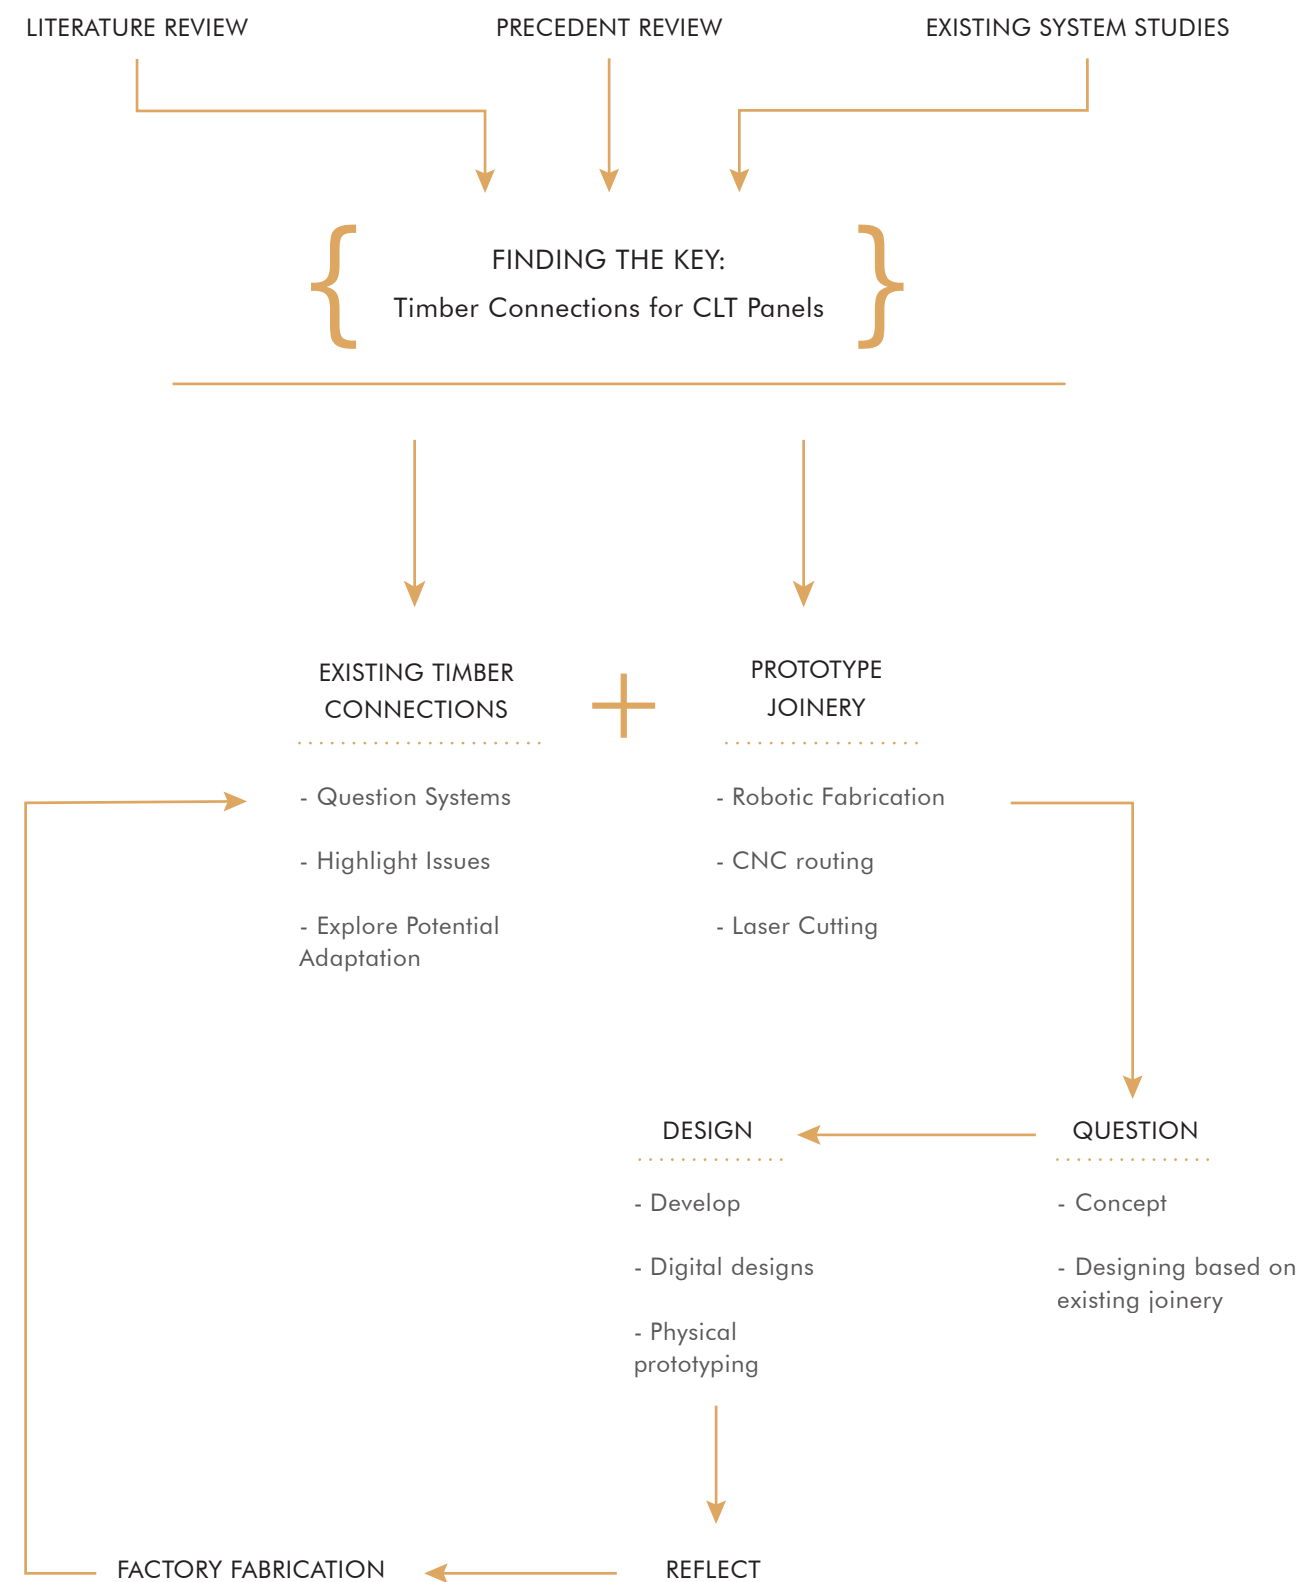 LITERATURE REVIEW
PRECEDENT REVIEW
EXISTING SYSTEM STUDIES
FINDING THE KEY:
Timber Connections for CLT Panels
EXISTING TIMBER
CONNECTIONS
- Question Systems
- Highlight Issues
- Explore Potential
Adaptation
PROTOTYPE
JOINERY
- Robotic Fabrication
- CNC routing
- Laser Cutting
QUESTION
- Concept
- Designing based on
existing joinery
DESIGN
- Develop
- Digital designs
- Physical
prototyping
REFLECT
FACTORY FABRICATION